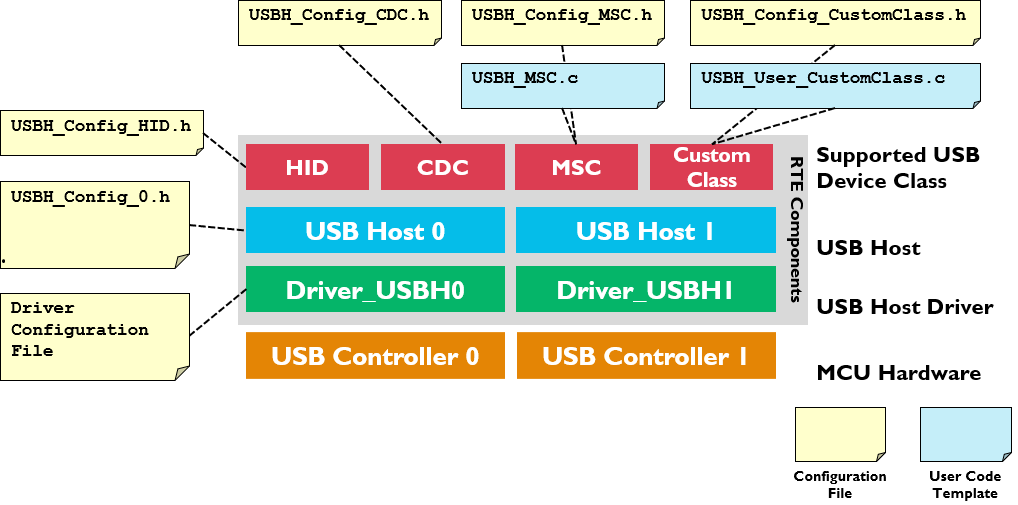 USBH_Config_CDC.h
USBH_Config_MSC.h
USBH_Config_CustomClass.h
USBH_MSC.c
USBH_User_CustomClass.c
USBH_Config_HID.h
HID
CDC
MSC
Custom
Class
RTE Components
Supported USB
Device Class
USBH_Config_0.h
.
USB Host 0
USB Host 1
USB Host
Driver
Configuration
File
Driver_USBH0
Driver_USBH1
USB Host Driver
USB Controller 0
USB Controller 1
MCU Hardware
Configuration
File
User Code
Template